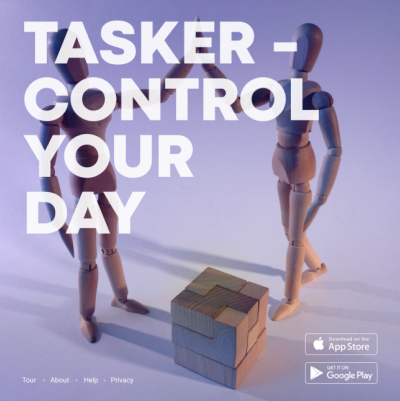 TASKER –
CONTROL
YOUR
DAY
Download on the
App Store
GET IT ON
Google Play
Tour - About - Help - Privacy